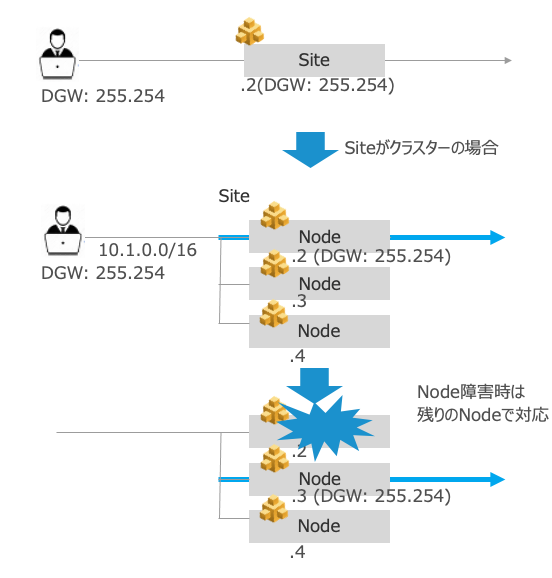 Site
DGW: 255.254
.2(DGW: 255.254)
Siteがクラスターの場合
Site
Node
10.1.0.0/16
.2 (DGW: 255.254)
DGW: 255.254
Node
.3
Node
.4
Node障害時は
残りのNodeで対応
.2
Node
.3 (DGW: 255.254)
Node
.4